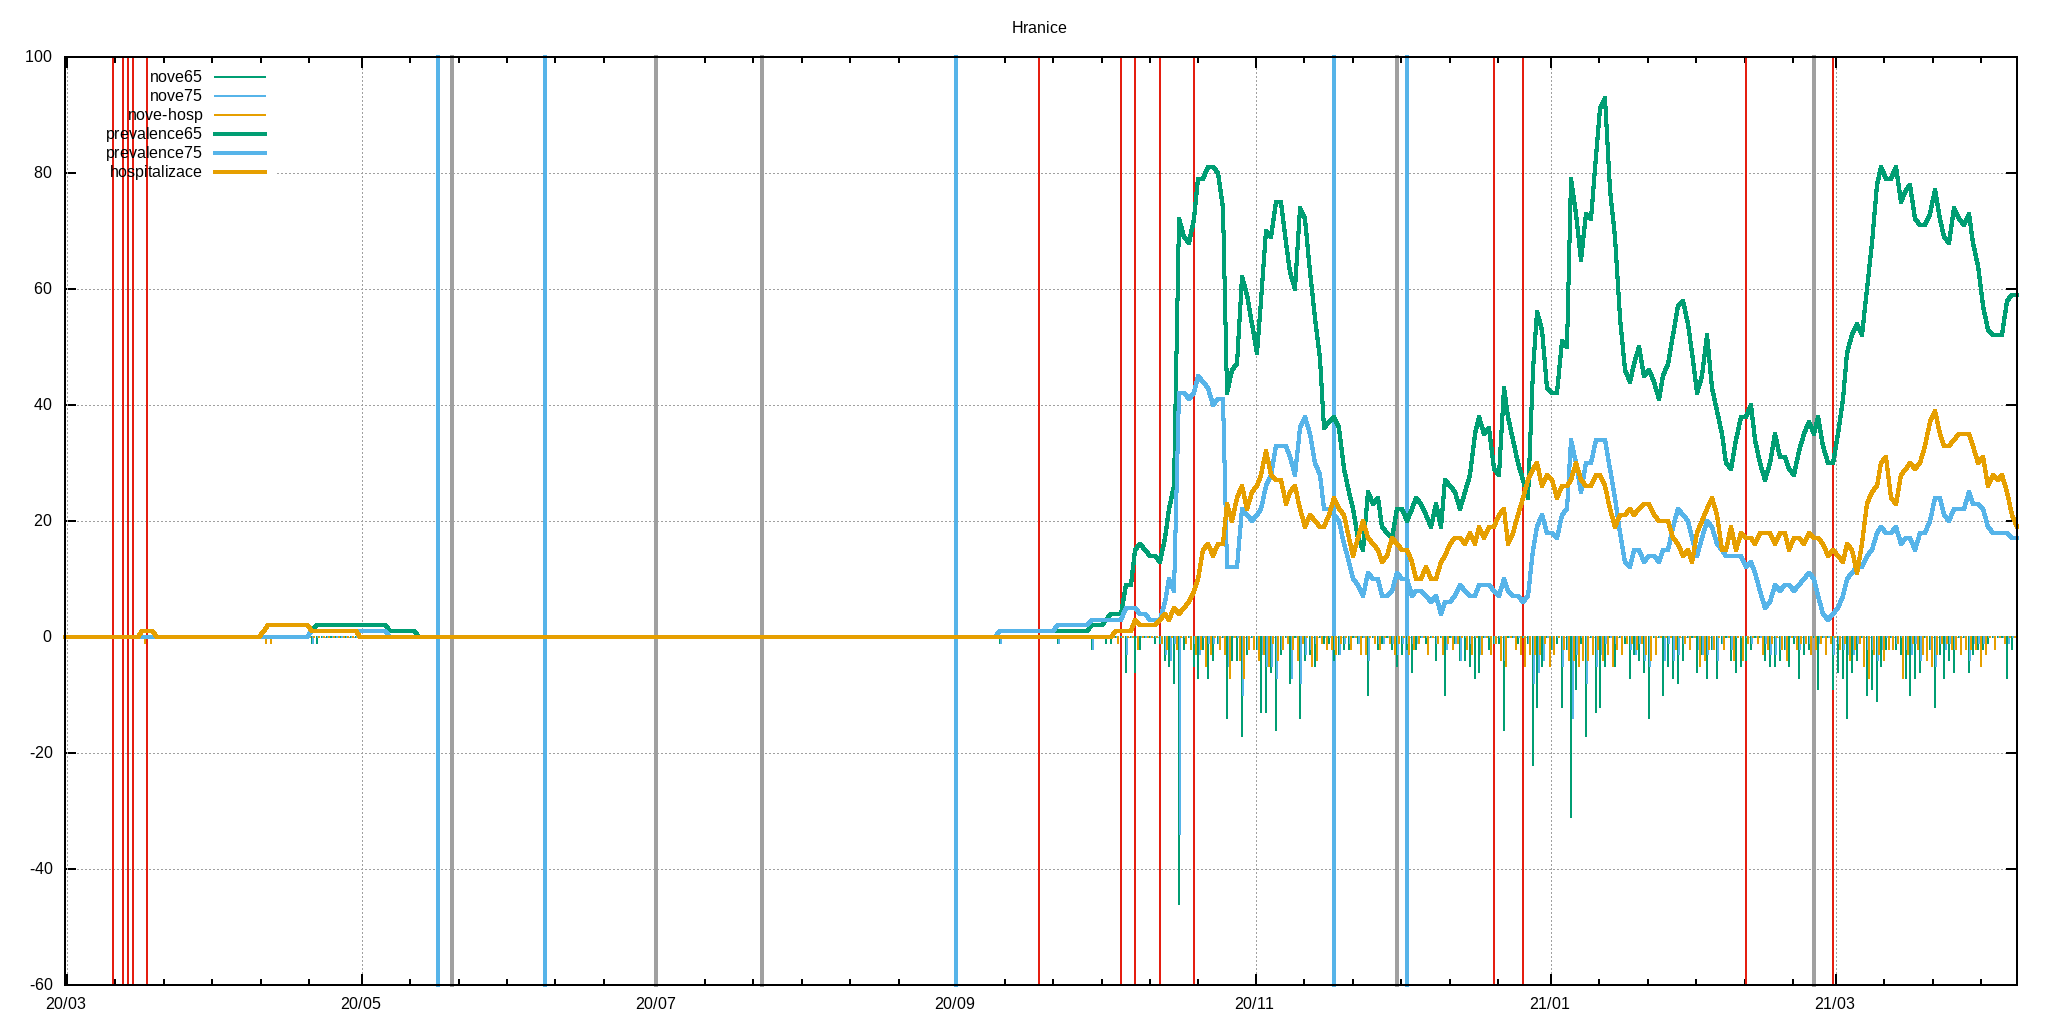 Hranice
100
80
60
40
20
0
-20
-40
-60
nove65
nove75
nove-hosp
prevalence65
prevalence75
hospitalizace
20/03 20/05 20/07 20/09 20/11 21/01 21/03